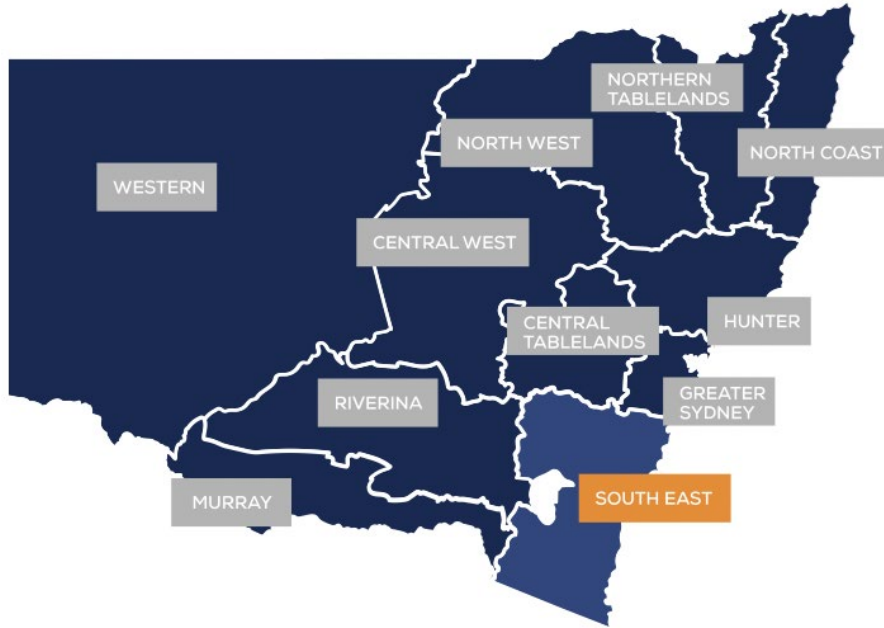 NORTHERN
TABLELANDS
NORTH WEST
NORTH COAST
WESTERN
CENTRAL WEST
CENTRAL
TABLELANDS
HUNTER
RIVERINA
GREATER
SYDNEY
MURRAY
SOUTH EAST